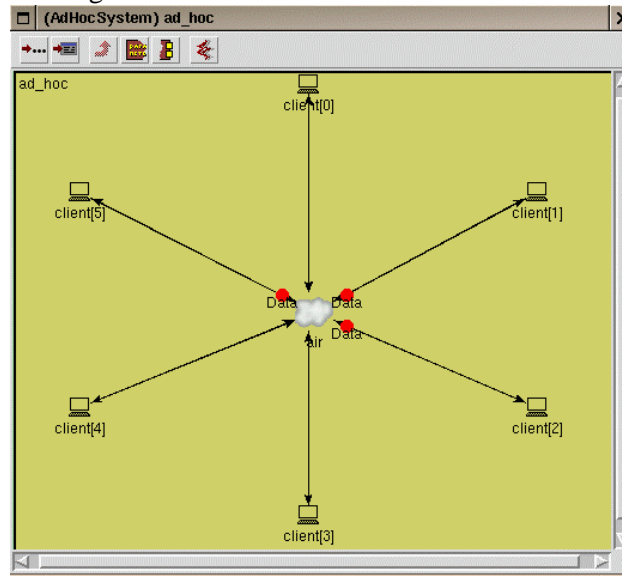 (AdHocSystem) ad_hoc
ad_hoc
client[0]
client[5]
client[1]
Data
Data
Data
air
client[4]
client[2]
client[3]